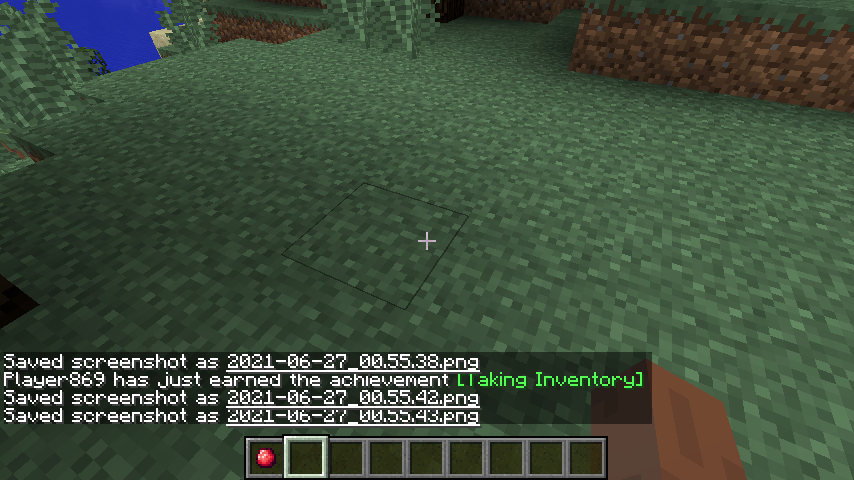 Saved screenshot as 2021-06-27_00.55.38.png
Player869 has just earned the achievement [Taking Inventory]
Saved screenshot as 2021-06-27_00.55.42.png
Saved screenshot as 2021-06-27_00.55.43.png